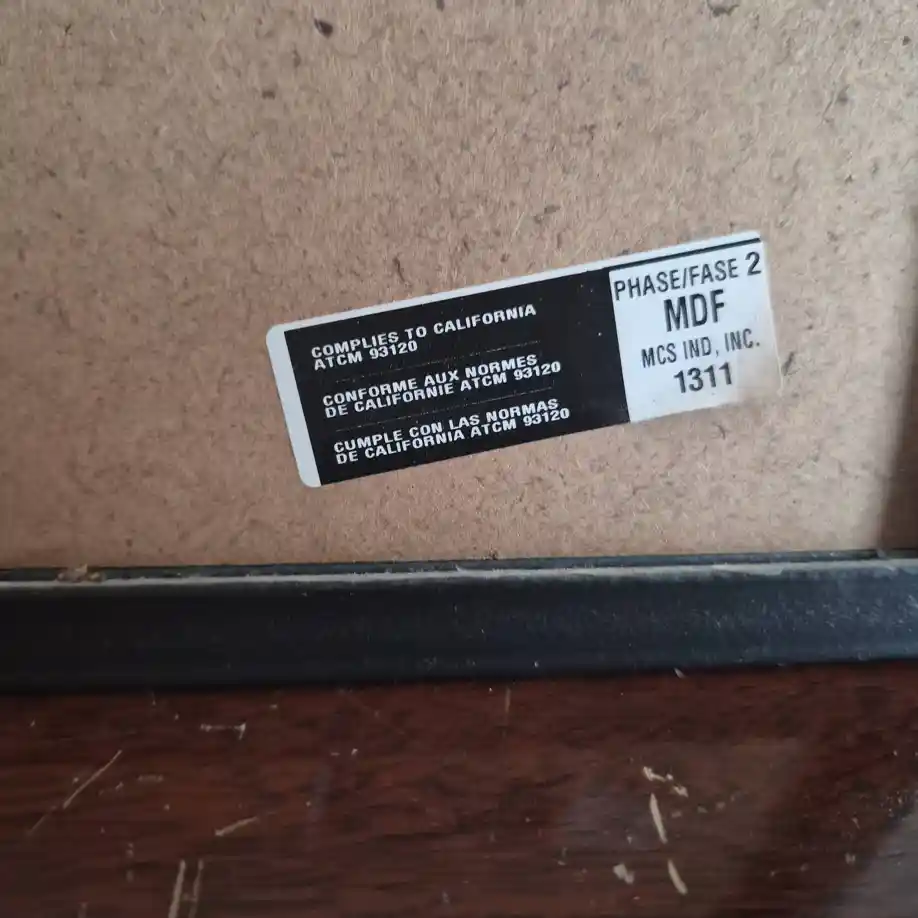 COMPLIES TO CALIFORNIA
ATCM 93120
CONFORME AUX NORMES
DE CALIFORNIE ATCM 93120
CUMPLE CON LAS NORMAS
DE CALIFORNIA ATCM 93120
PHASE/FASE 2
MDF
MCS IND, INC.
1311